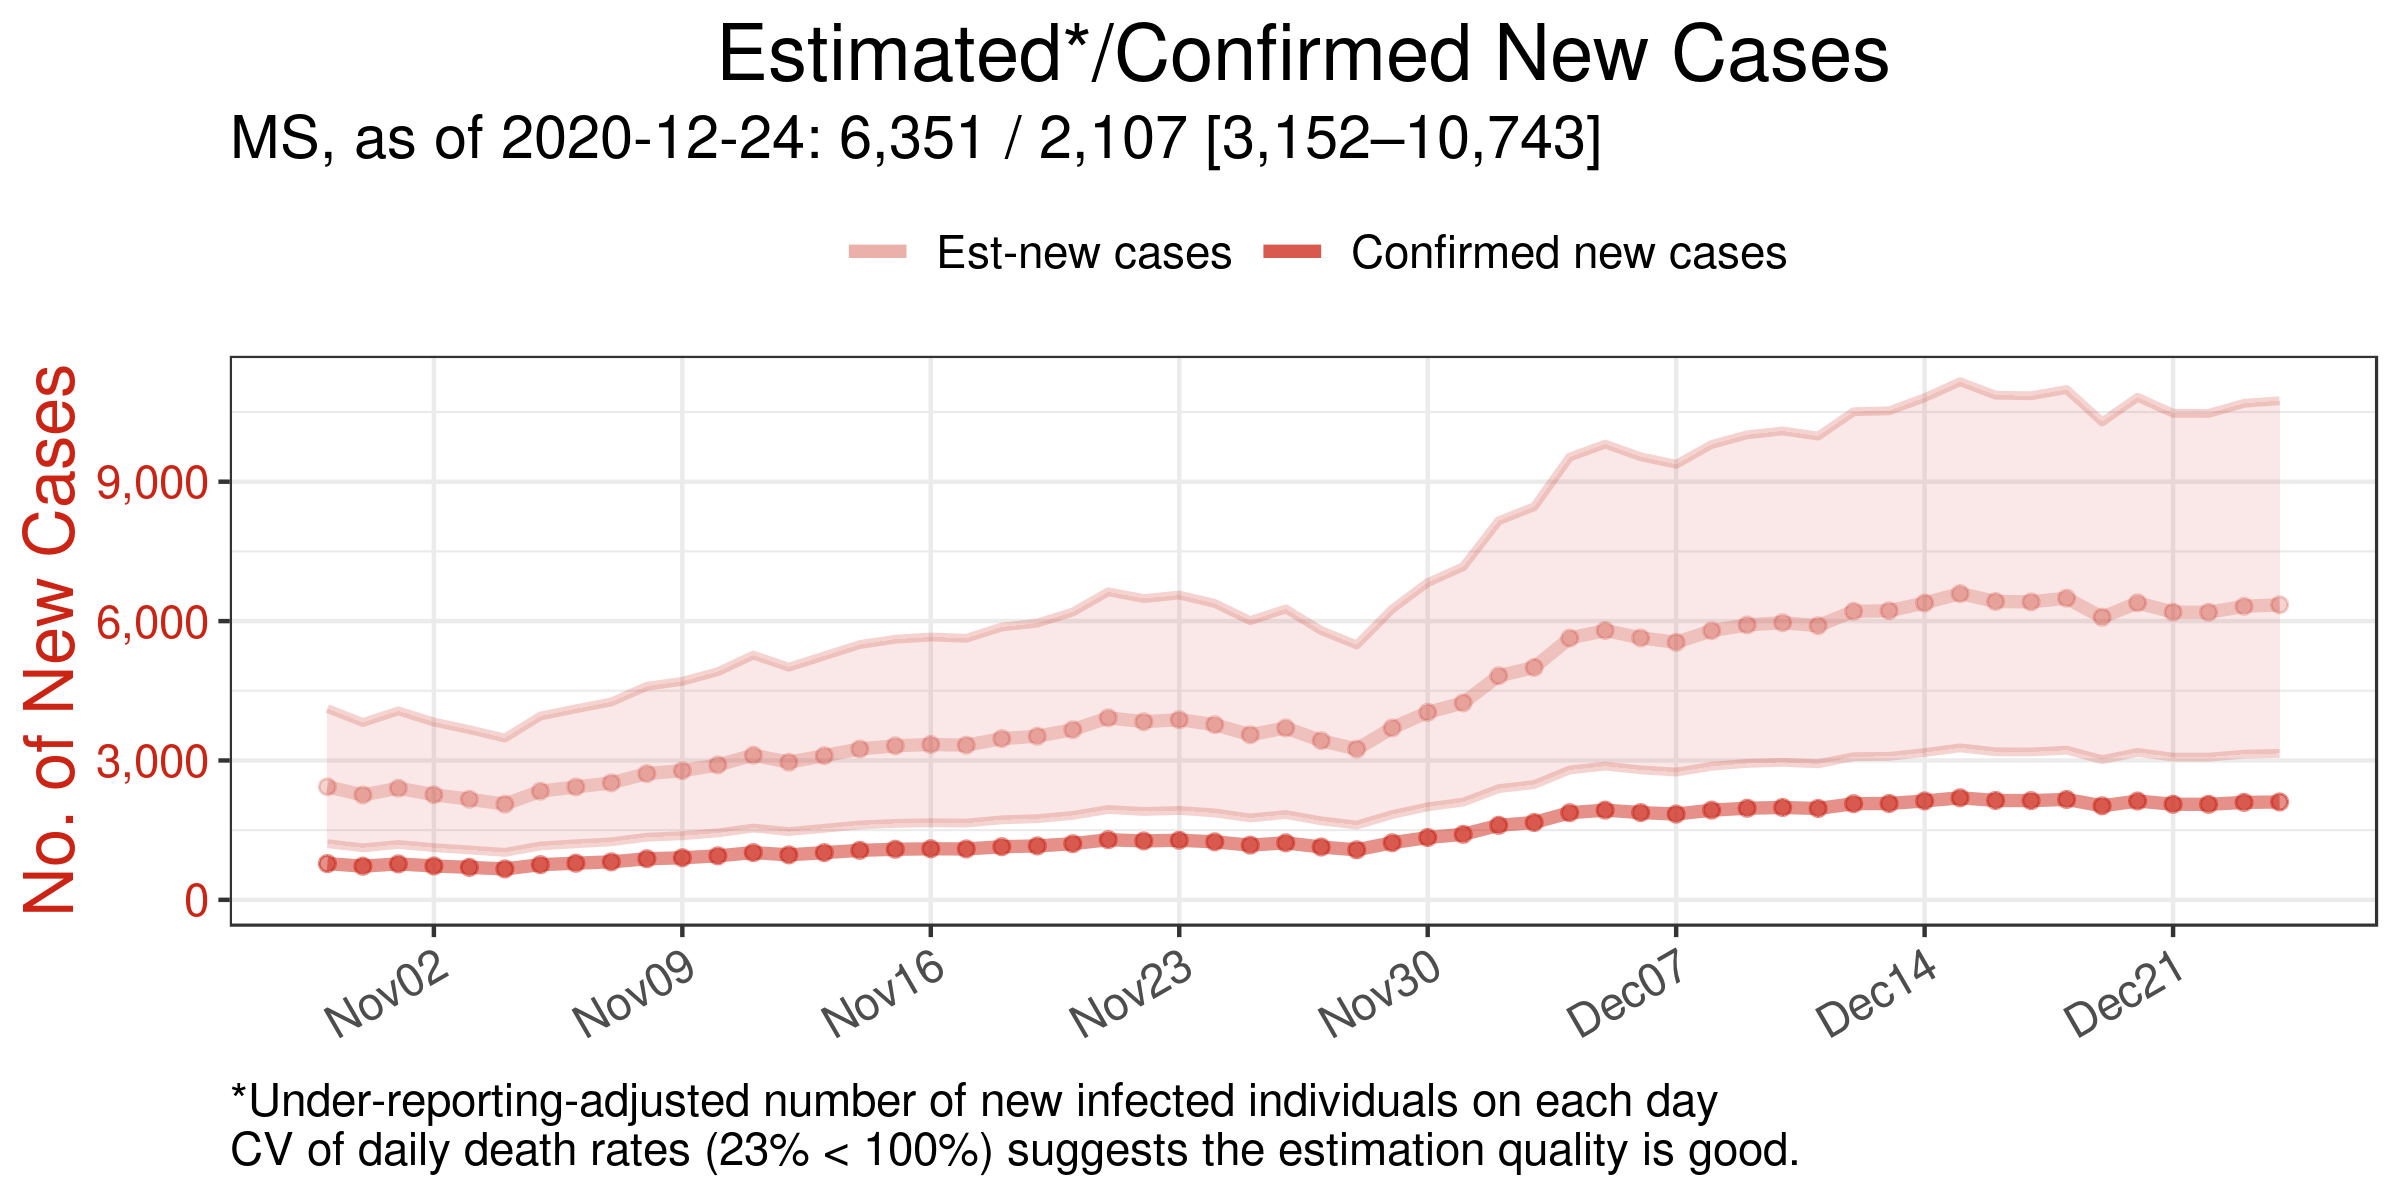 Estimated*/Confirmed New Cases
MS, as of 2020-12-24: 6,351 / 2,107 [3,152–10,743]
Est-new cases
Confirmed new cases
No. of New Cases
9,000
6,000
3,000
0
Nov02
Nov09
Nov16
Nov23
Nov30
Dec07
Dec14
Dec21
*Under-reporting-adjusted number of new infected individuals on each day
CV of daily death rates (23% < 100%) suggests the estimation quality is good.